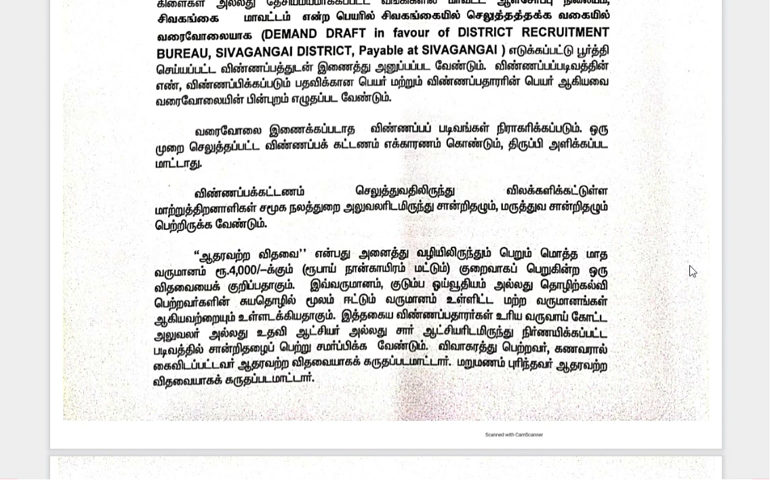 கிளைகள் அல்லது தேசியமயமாக்கப்பட்ட வங்கிகளில் மாவட்ட ஆள்சேர்ப்பு நிலையம்,
சிவகங்கை மாவட்டம் என்ற பெயரில் சிவகங்கையில் செலுத்தத்தக்க வகையில்
வரைவோலையாக (DEMAND DRAFT in favour of DISTRICT RECRUITMENT
BUREAU, SIVAGANGAI DISTRICT, Payable at SIVAGANGAI ) எடுக்கப்பட்டு பூர்த்தி
செய்யப்பட்ட விண்ணப்பத்துடன் இணைத்து அனுப்பப்பட வேண்டும். விண்ணப்பப்படிவத்தின்
எண், விண்ணப்பிக்கப்படும் பதவிக்கான பெயர் மற்றும் விண்ணப்பதாரரின் பெயர் ஆகியவை
வரைவோலையின் பின்புறம் எழுதப்பட வேண்டும்.
வரைவோலை இணைக்கப்படாத விண்ணப்பப் படிவங்கள் நிராகரிக்கப்படும். ஒரு
முறை செலுத்தப்பட்ட விண்ணப்பக் கட்டணம் எக்காரணம் கொண்டும், திருப்பி அளிக்கப்பட
மாட்டாது.
விண்ணப்பக்கட்டணம் செலுத்துவதிலிருந்து விலக்களிக்கட்டுள்ள
மாற்றுத்திறனாளிகள் சமூக நலத்துறை அலுவலரிடமிருந்து சான்றிதழும், மருத்துவ சான்றிதழும்
பெற்றிருக்க வேண்டும்.
“ஆதரவற்ற விதவை’’ என்பது அனைத்து வழியிலிருந்தும் பெறும் மொத்த மாத
வருமானம் ரூ.4,000/–க்கும் (ரூபாய் நான்காயிரம் மட்டும்) குறைவாகப் பெறுகின்ற ஒரு
விதவையைக் குறிப்பதாகும். இவ்வருமானம், குடும்ப ஓய்வூதியம் அல்லது தொழிற்கல்வி
பெற்றவர்களின் சுயதொழில் மூலம் ஈட்டும் வருமானம் உள்ளிட்ட மற்ற வருமானங்கள்
ஆகியவற்றையும் உள்ளடக்கியதாகும். இத்தகைய விண்ணப்பதாரர்கள் உரிய வருவாய் கோட்ட
அலுவலர் அல்லது உதவி ஆட்சியர் அல்லது சார் ஆட்சியரிடமிருந்து நிர்ணயிக்கப்பட்ட
படிவத்தில் சான்றிதழைப் பெற்று சமர்ப்பிக்க வேண்டும். விவாகரத்து பெற்றவர், கணவரால்
கைவிடப்பட்டவர் ஆதரவற்ற விதவையாகக் கருதப்படமாட்டார். மறுமணம் புரிந்தவர் ஆதரவற்ற
விதவையாகக் கருதப்படமாட்டார்.
Scanned with CamScanner